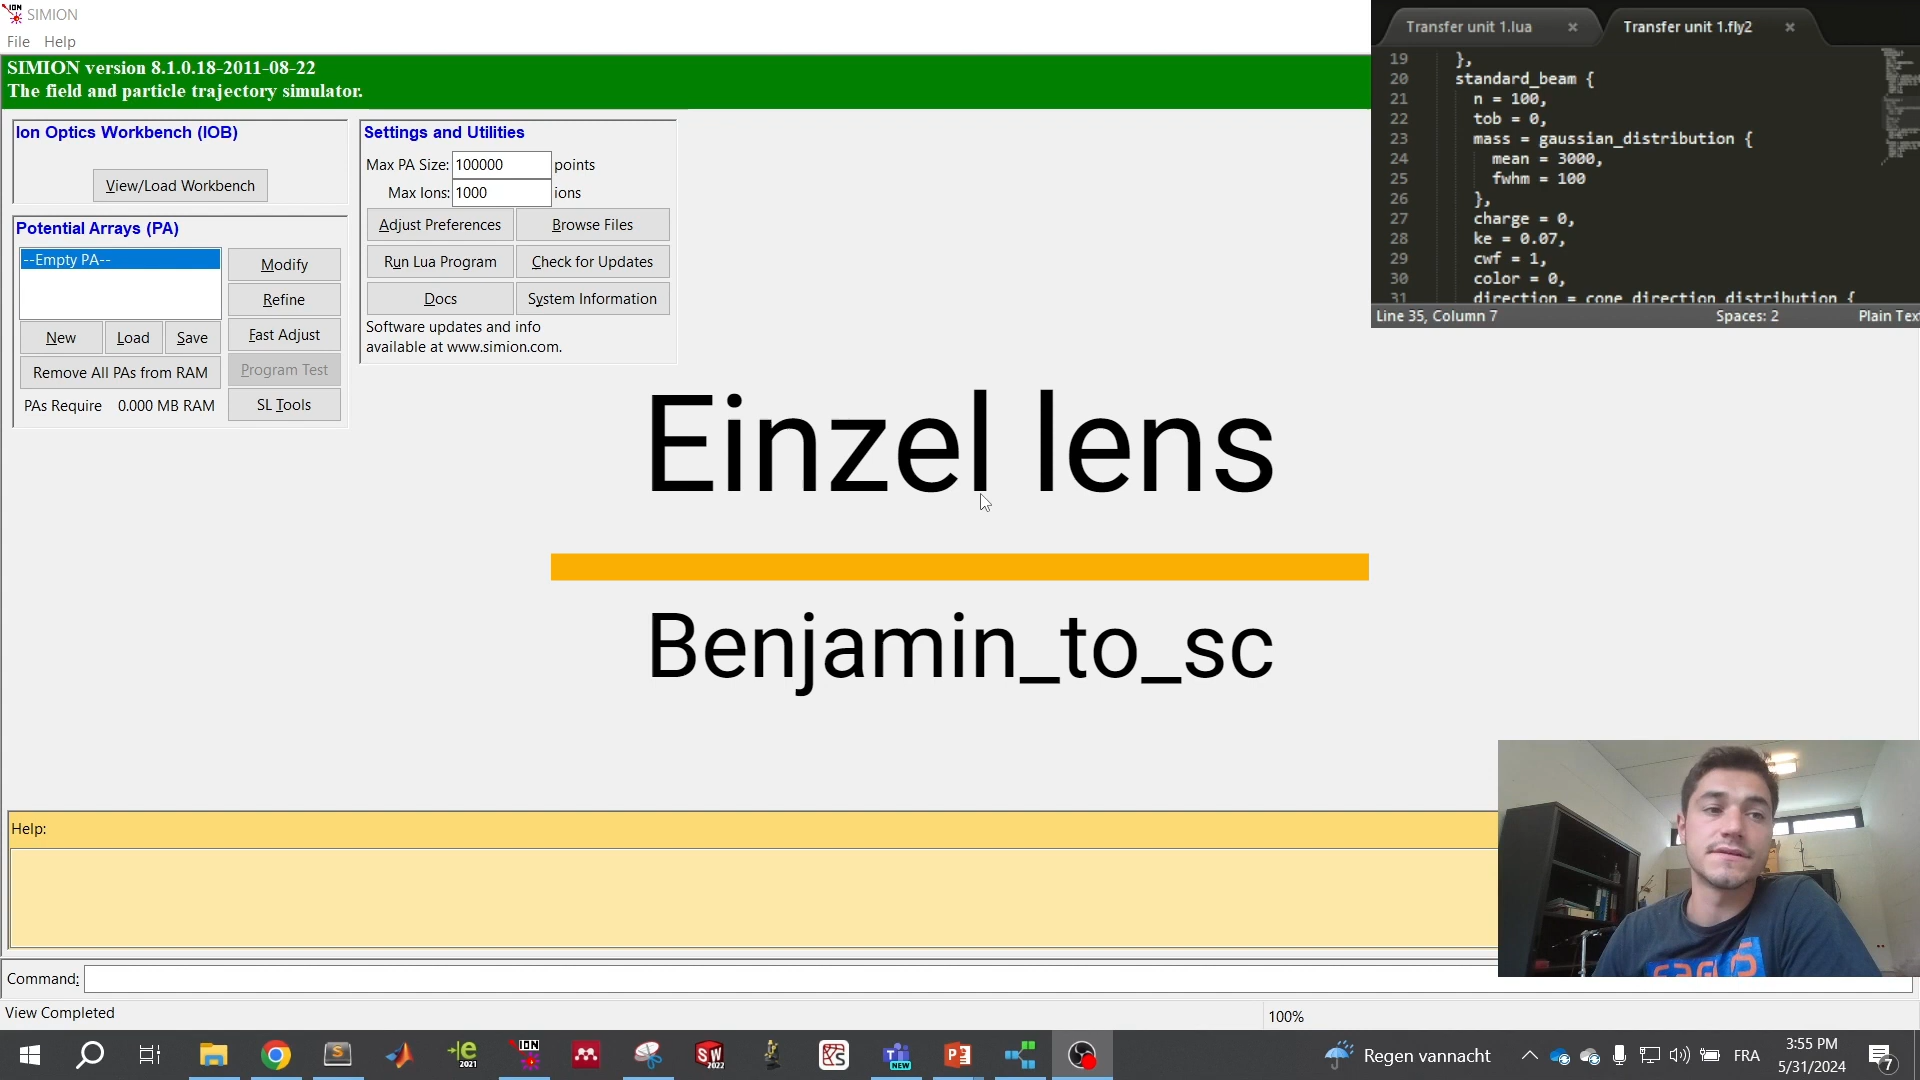 SIMION
File Help
SIMION version 8.1.0.18-2011-08-22
The field and particle trajectory simulator.
Ion Optics Workbench (IOB)
View/Load Workbench
Potential Arrays (PA)
--Empty PA--
Modify
Refine
New Load Save
Fast Adjust
Remove All PAs from RAM
Program Test
PAs Require 0.000 MB RAM
SL Tools
Settings and Utilities
Max PA Size: 100000 points
Max Ions: 1000 ions
Adjust Preferences Browse Files
Run Lua Program Check for Updates
Docs System Information
Software updates and info
available at www.simion.com.
Transfer unit 1.lua × Transfer unit 1.fly2 ×
19 },
20 standard_beam {
21 n = 100,
22 tob = 0,
23 mass = gaussian_distribution {
24 mean = 3000,
25 fwhm = 100
26 },
27 charge = 0,
28 ke = 0.07,
29 cwf = 1,
30 color = 0,
31 direction = cone_direction_distribution {
Line 35, Column 7 Spaces: 2 Plain Tex
Einzel lens
Benjamin_to_sc
Help:
Command:
View Completed
100%
ION
2021
SW
2022
NEW
Regen vannacht
FRA
3:55 PM
5/31/2024
7